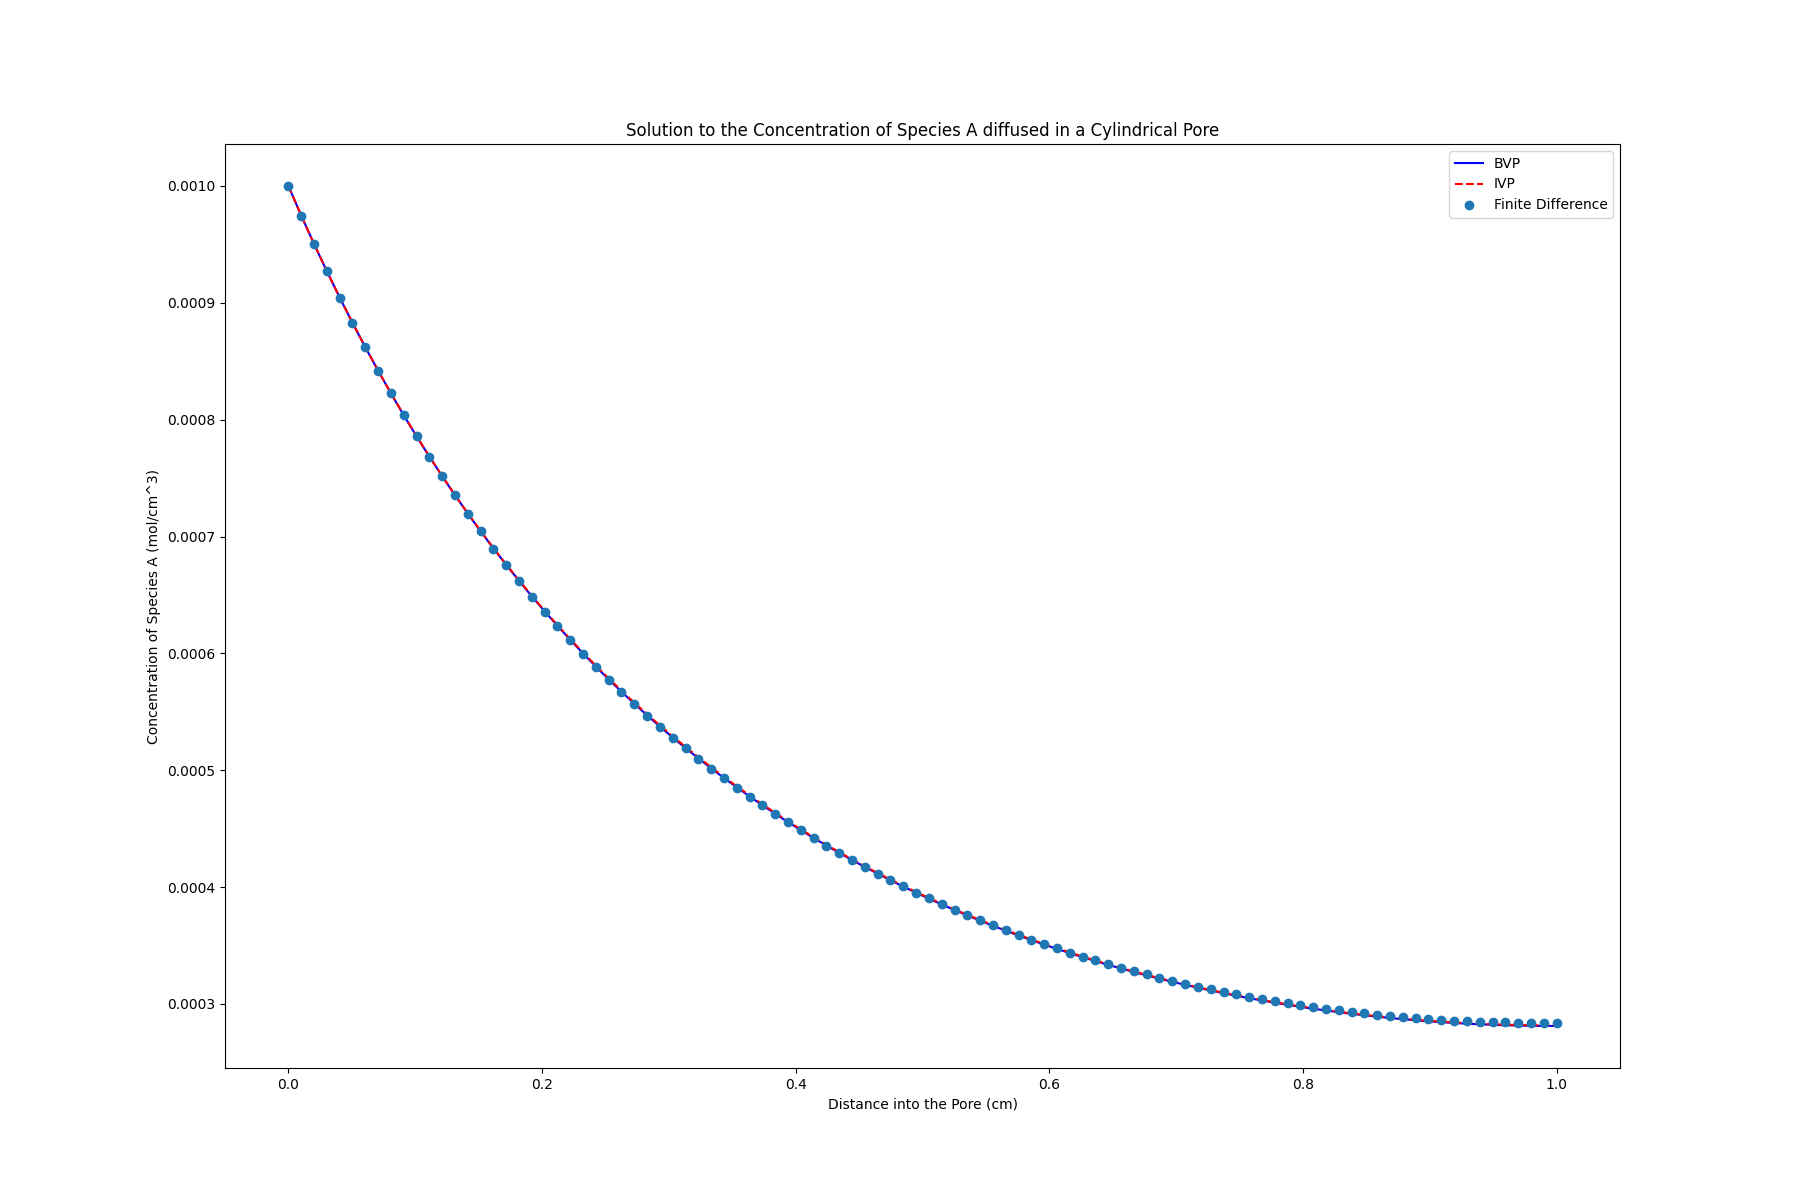 Solution to the Concentration of Species A diffused in a Cylindrical Pore
BVP
IVP
Finite Difference
0.0010
0.0009
0.0008
0.0007
0.0006
0.0005
0.0004
0.0003
Concentration of Species A (mol/cm^3)
0.0
0.2
0.4
0.6
0.8
1.0
Distance into the Pore (cm)